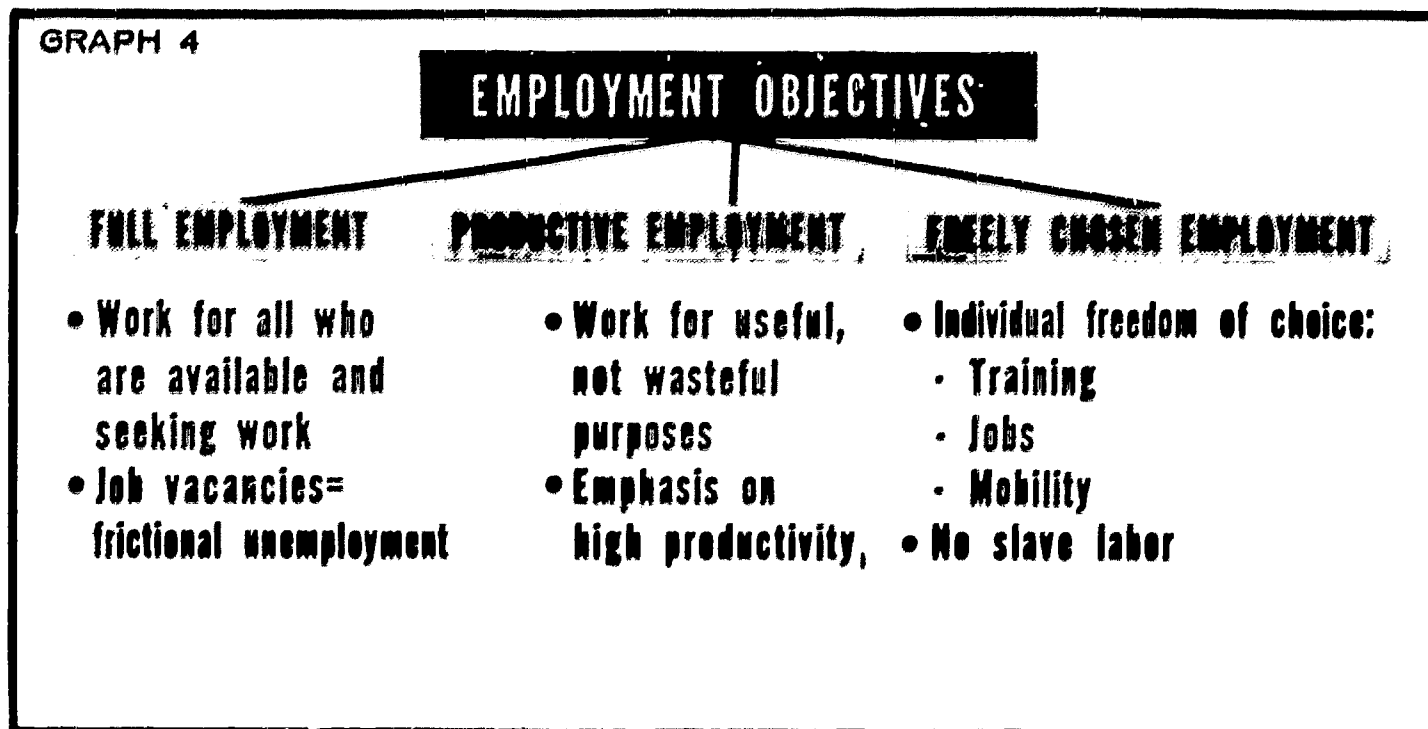 GRAPH 4
EMPLOYMENT OBJECTIVES
FULL EMPLOYMENT
• Work for all who
are available and
seeking work
• Job vacancies=
frictional unemployment
PRODUCTIVE EMPLOYMENT
• Work for useful,
not wasteful
purposes
• Emphasis on
high productivity,
FREELY CHOSEN EMPLOYMENT
• Individual freedom of choice:
- Training
- Jobs
- Mobility
• No slave labor